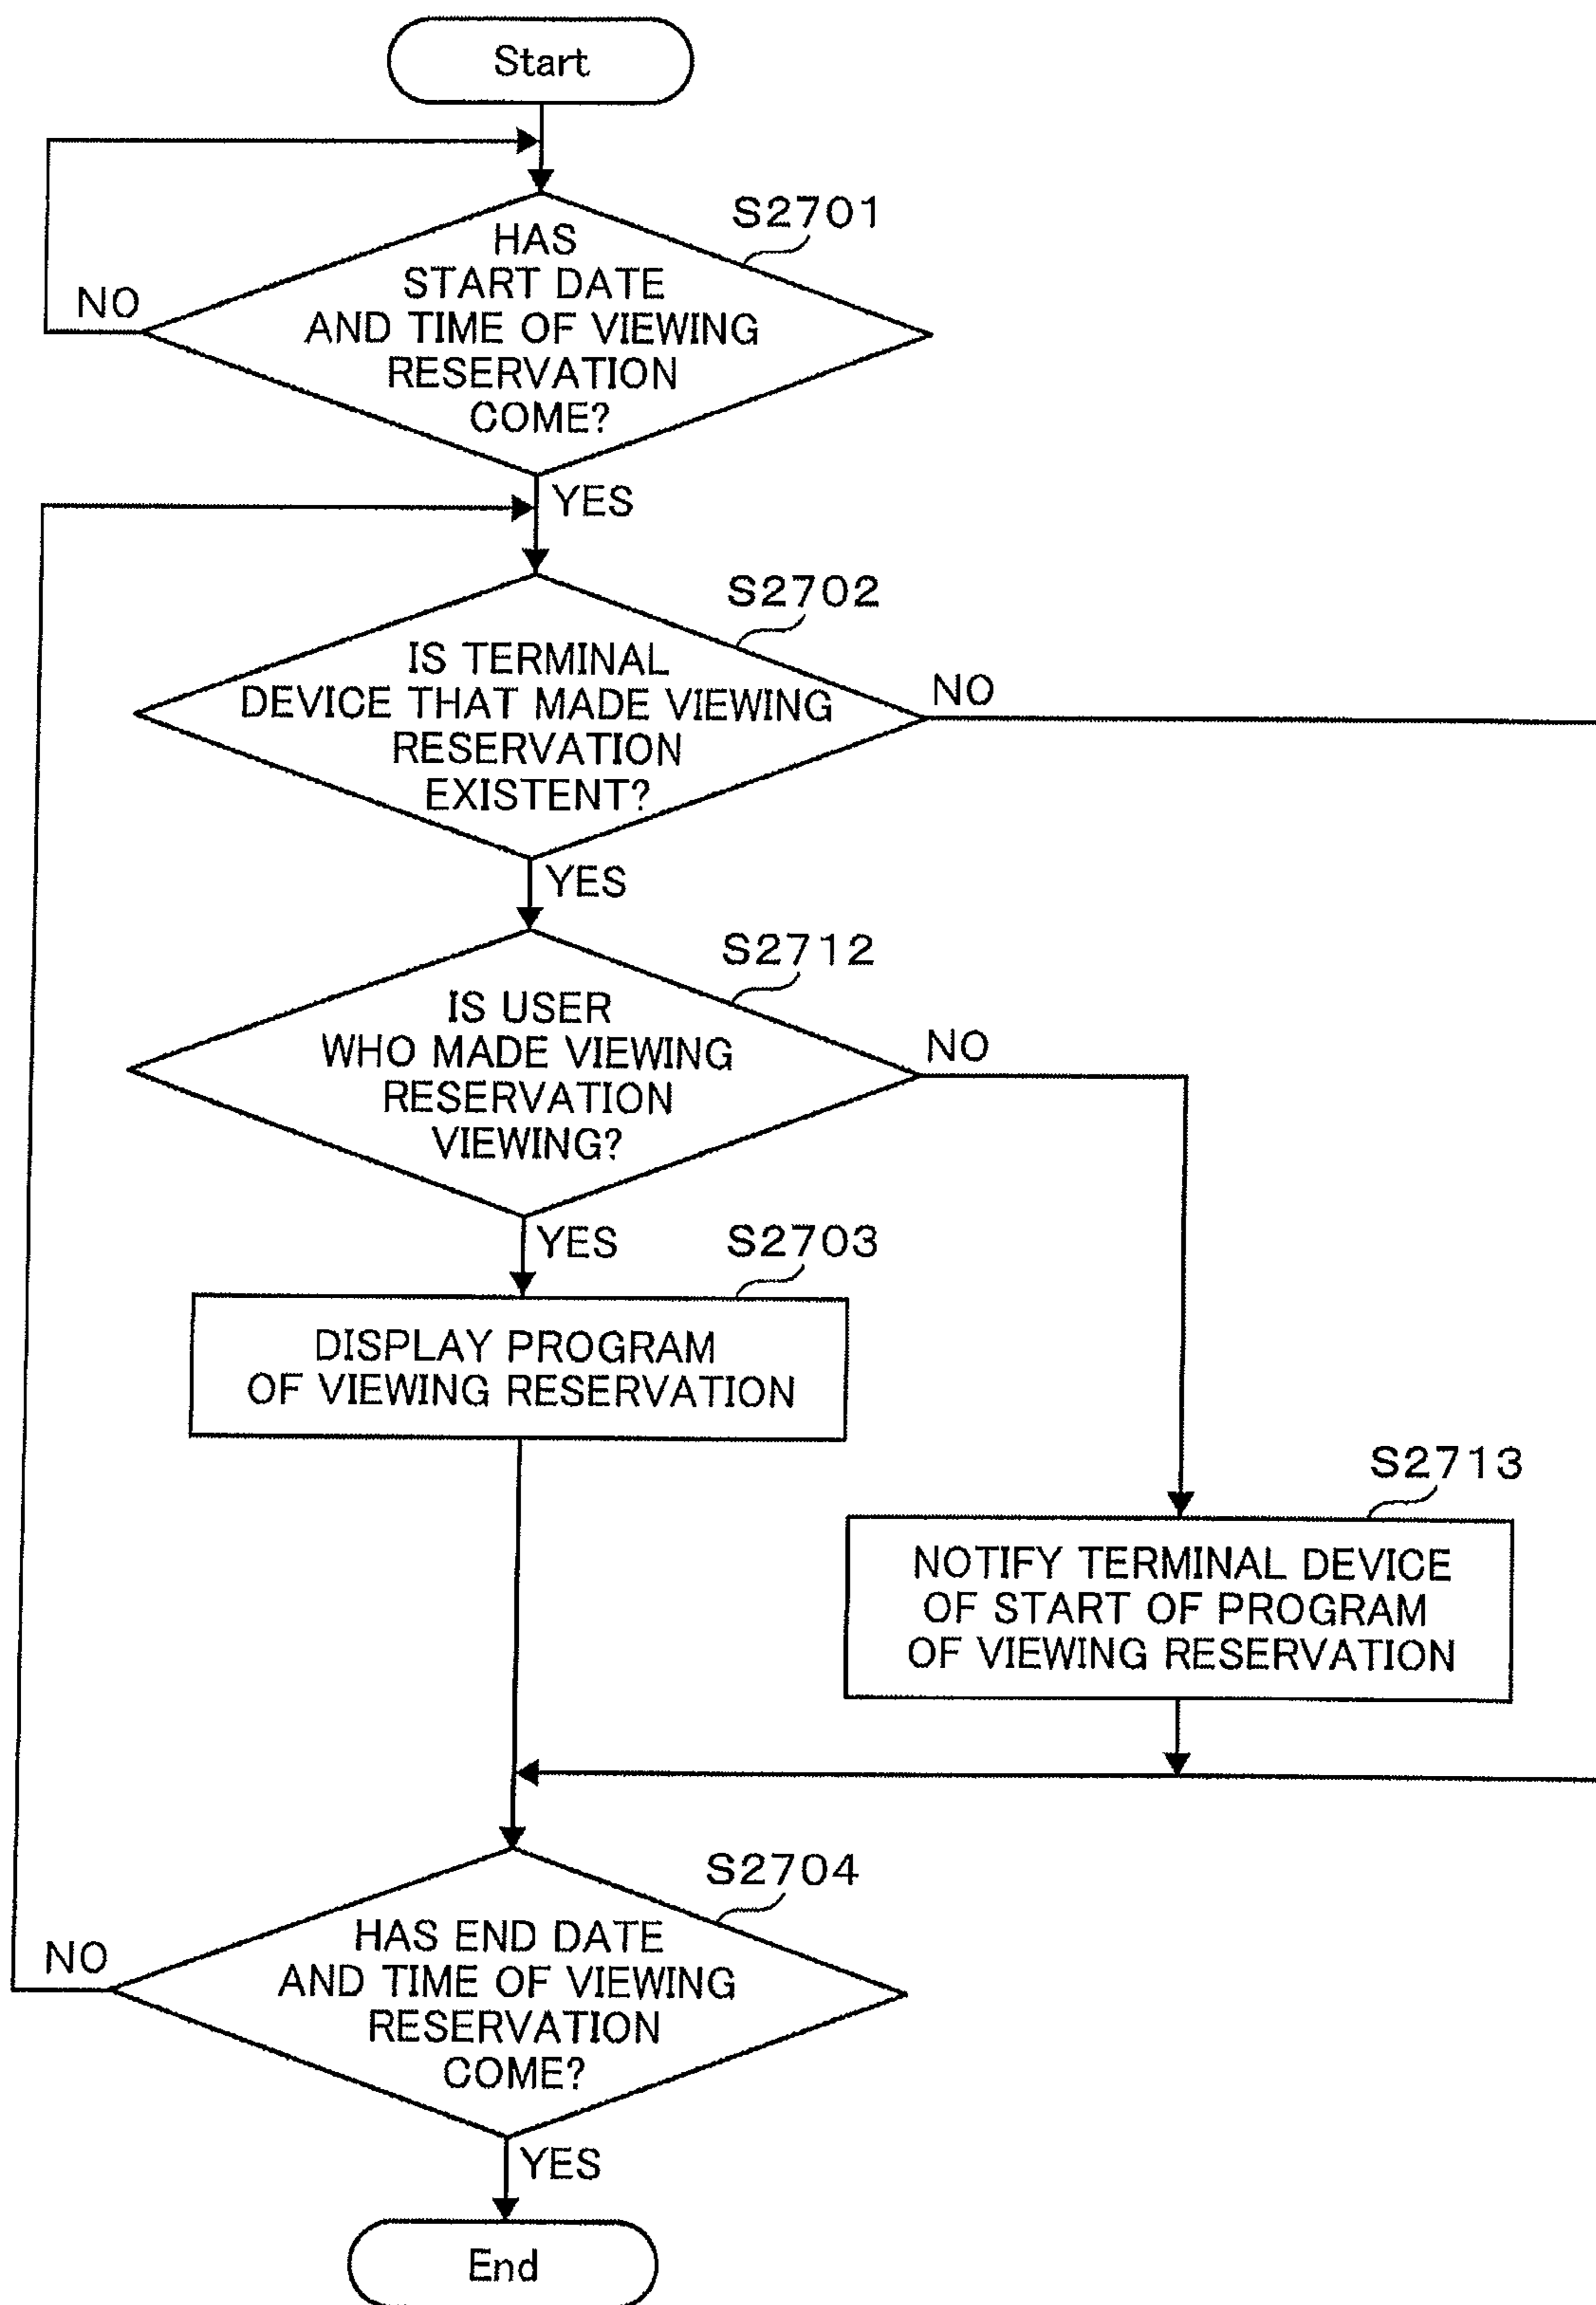 Start
S2701
HAS
START DATE
AND TIME OF VIEWING
RESERVATION
COME?
NO
YES
S2702
IS TERMINAL
DEVICE THAT MADE VIEWING
RESERVATION
EXISTENT?
NO
YES
S2712
IS USER
WHO MADE VIEWING
RESERVATION
VIEWING?
NO
YES
S2703
DISPLAY PROGRAM
OF VIEWING RESERVATION
S2713
NOTIFY TERMINAL DEVICE
OF START OF PROGRAM
OF VIEWING RESERVATION
S2704
HAS END DATE
AND TIME OF VIEWING
RESERVATION
COME?
NO
YES
End